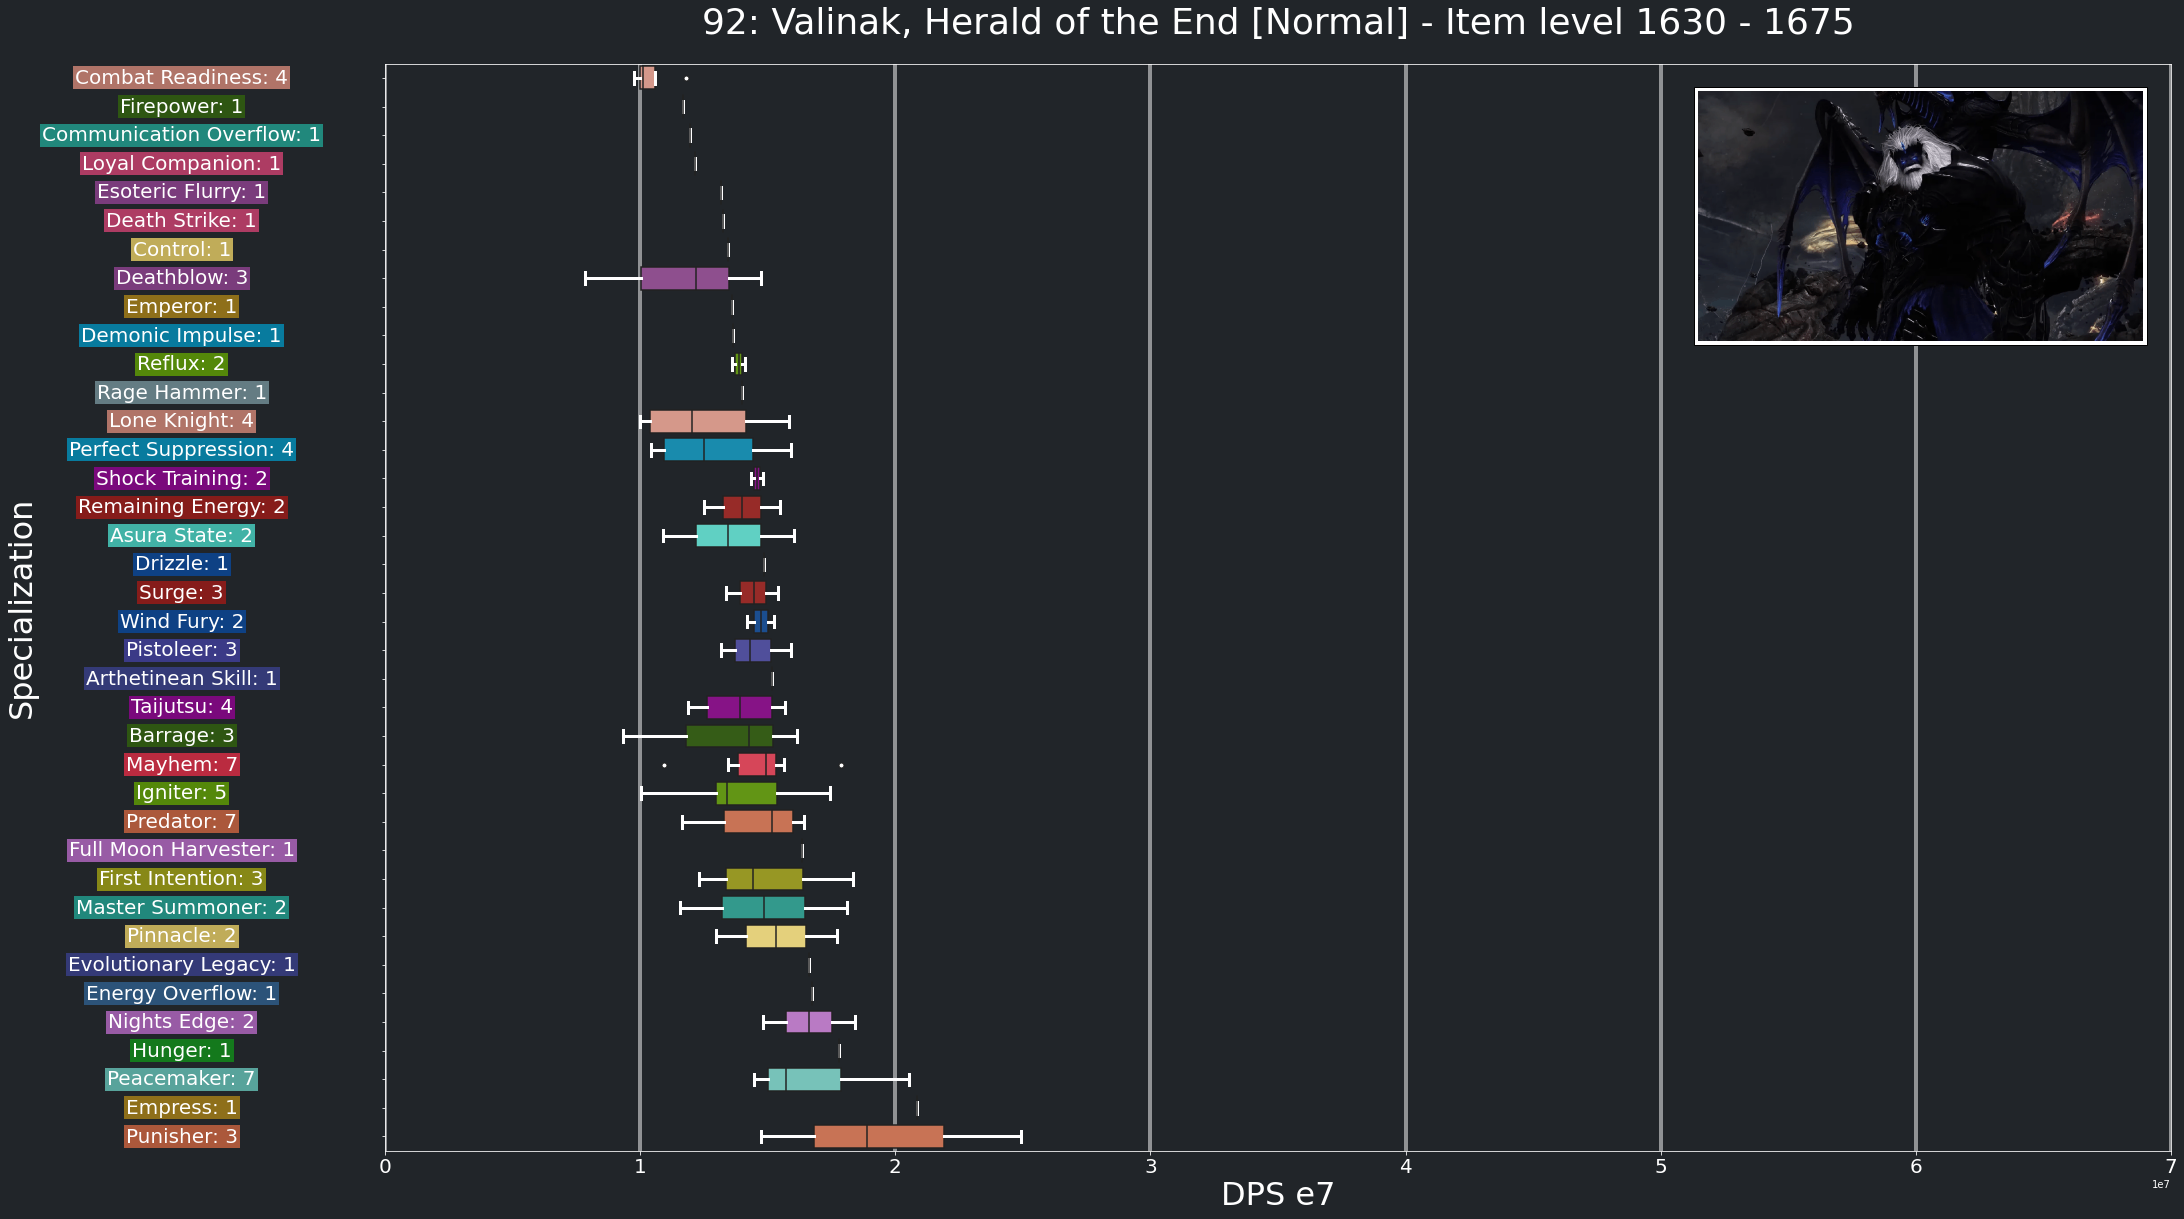 92: Valinak, Herald of the End [Normal] - Item level 1630 - 1675
Specialization
Combat Readiness: 4
Firepower: 1
Communication Overflow: 1
Loyal Companion: 1
Esoteric Flurry: 1
Death Strike: 1
Control: 1
Deathblow: 3
Emperor: 1
Demonic Impulse: 1
Reflux: 2
Rage Hammer: 1
Lone Knight: 4
Perfect Suppression: 4
Shock Training: 2
Remaining Energy: 2
Asura State: 2
Drizzle: 1
Surge: 3
Wind Fury: 2
Pistoleer: 3
Arthetinean Skill: 1
Taijutsu: 4
Barrage: 3
Mayhem: 7
Igniter: 5
Predator: 7
Full Moon Harvester: 1
First Intention: 3
Master Summoner: 2
Pinnacle: 2
Evolutionary Legacy: 1
Energy Overflow: 1
Nights Edge: 2
Hunger: 1
Peacemaker: 7
Empress: 1
Punisher: 3
0 1 2 3 4 5 6 7
1e7
DPS e7